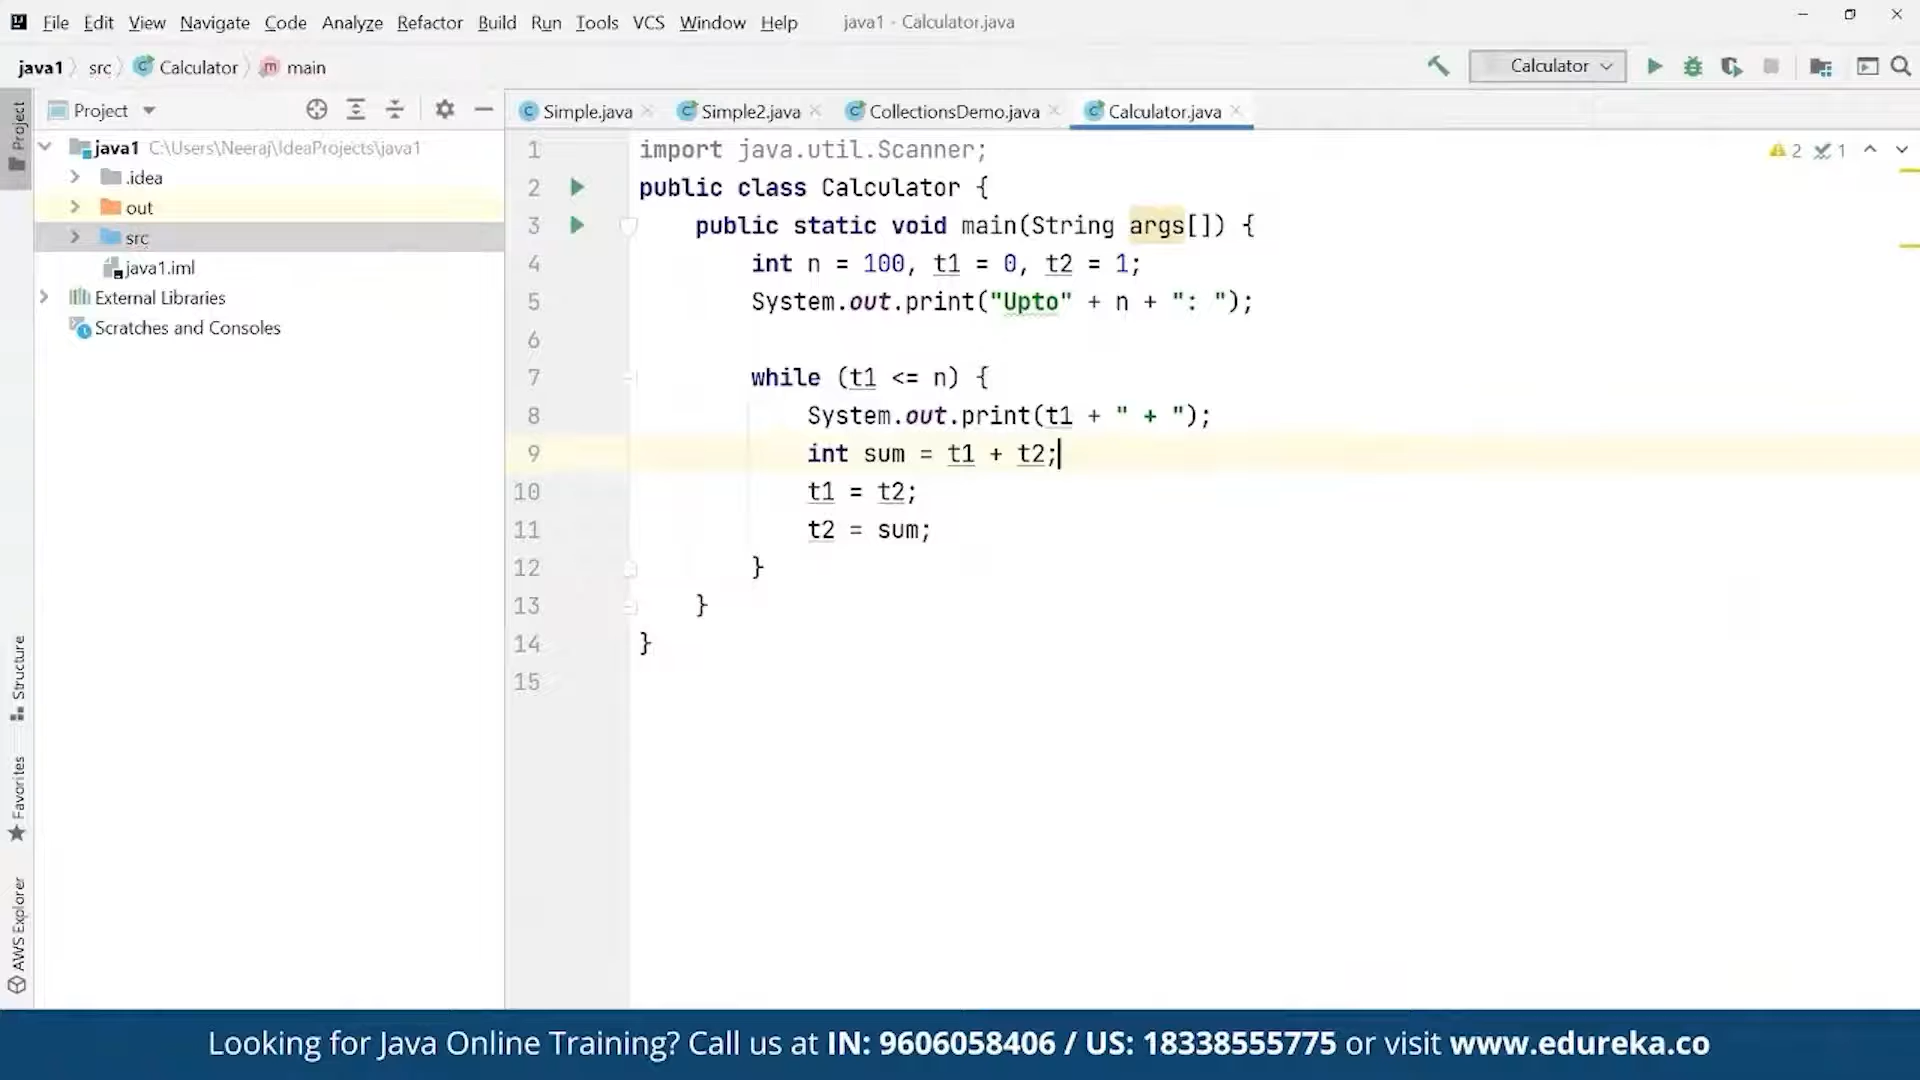 File Edit View Navigate Code Analyze Refactor Build Run Tools VCS Window Help java1 - Calculator.java
java1 src Calculator main
Calculator
Project
Simple.java Simple2.java CollectionsDemo.java Calculator.java
Project
java1 C:\Users\Neeraj\IdeaProjects\java1
.idea
out
src
java1.iml
External Libraries
Scratches and Consoles
Structure
Favorites
AWS Explorer
2 1
1 import java.util.Scanner;
2 public class Calculator {
3 public static void main(String args[]) {
4 int n = 100, t1 = 0, t2 = 1;
5 System.out.print("Upto" + n + ": ");
6
7 while (t1 <= n) {
8 System.out.print(t1 + " + ");
9 int sum = t1 + t2;
10 t1 = t2;
11 t2 = sum;
12 }
13 }
14 }
15
Looking for Java Online Training? Call us at IN: 9606058406 / US: 18338555775 or visit www.edureka.co